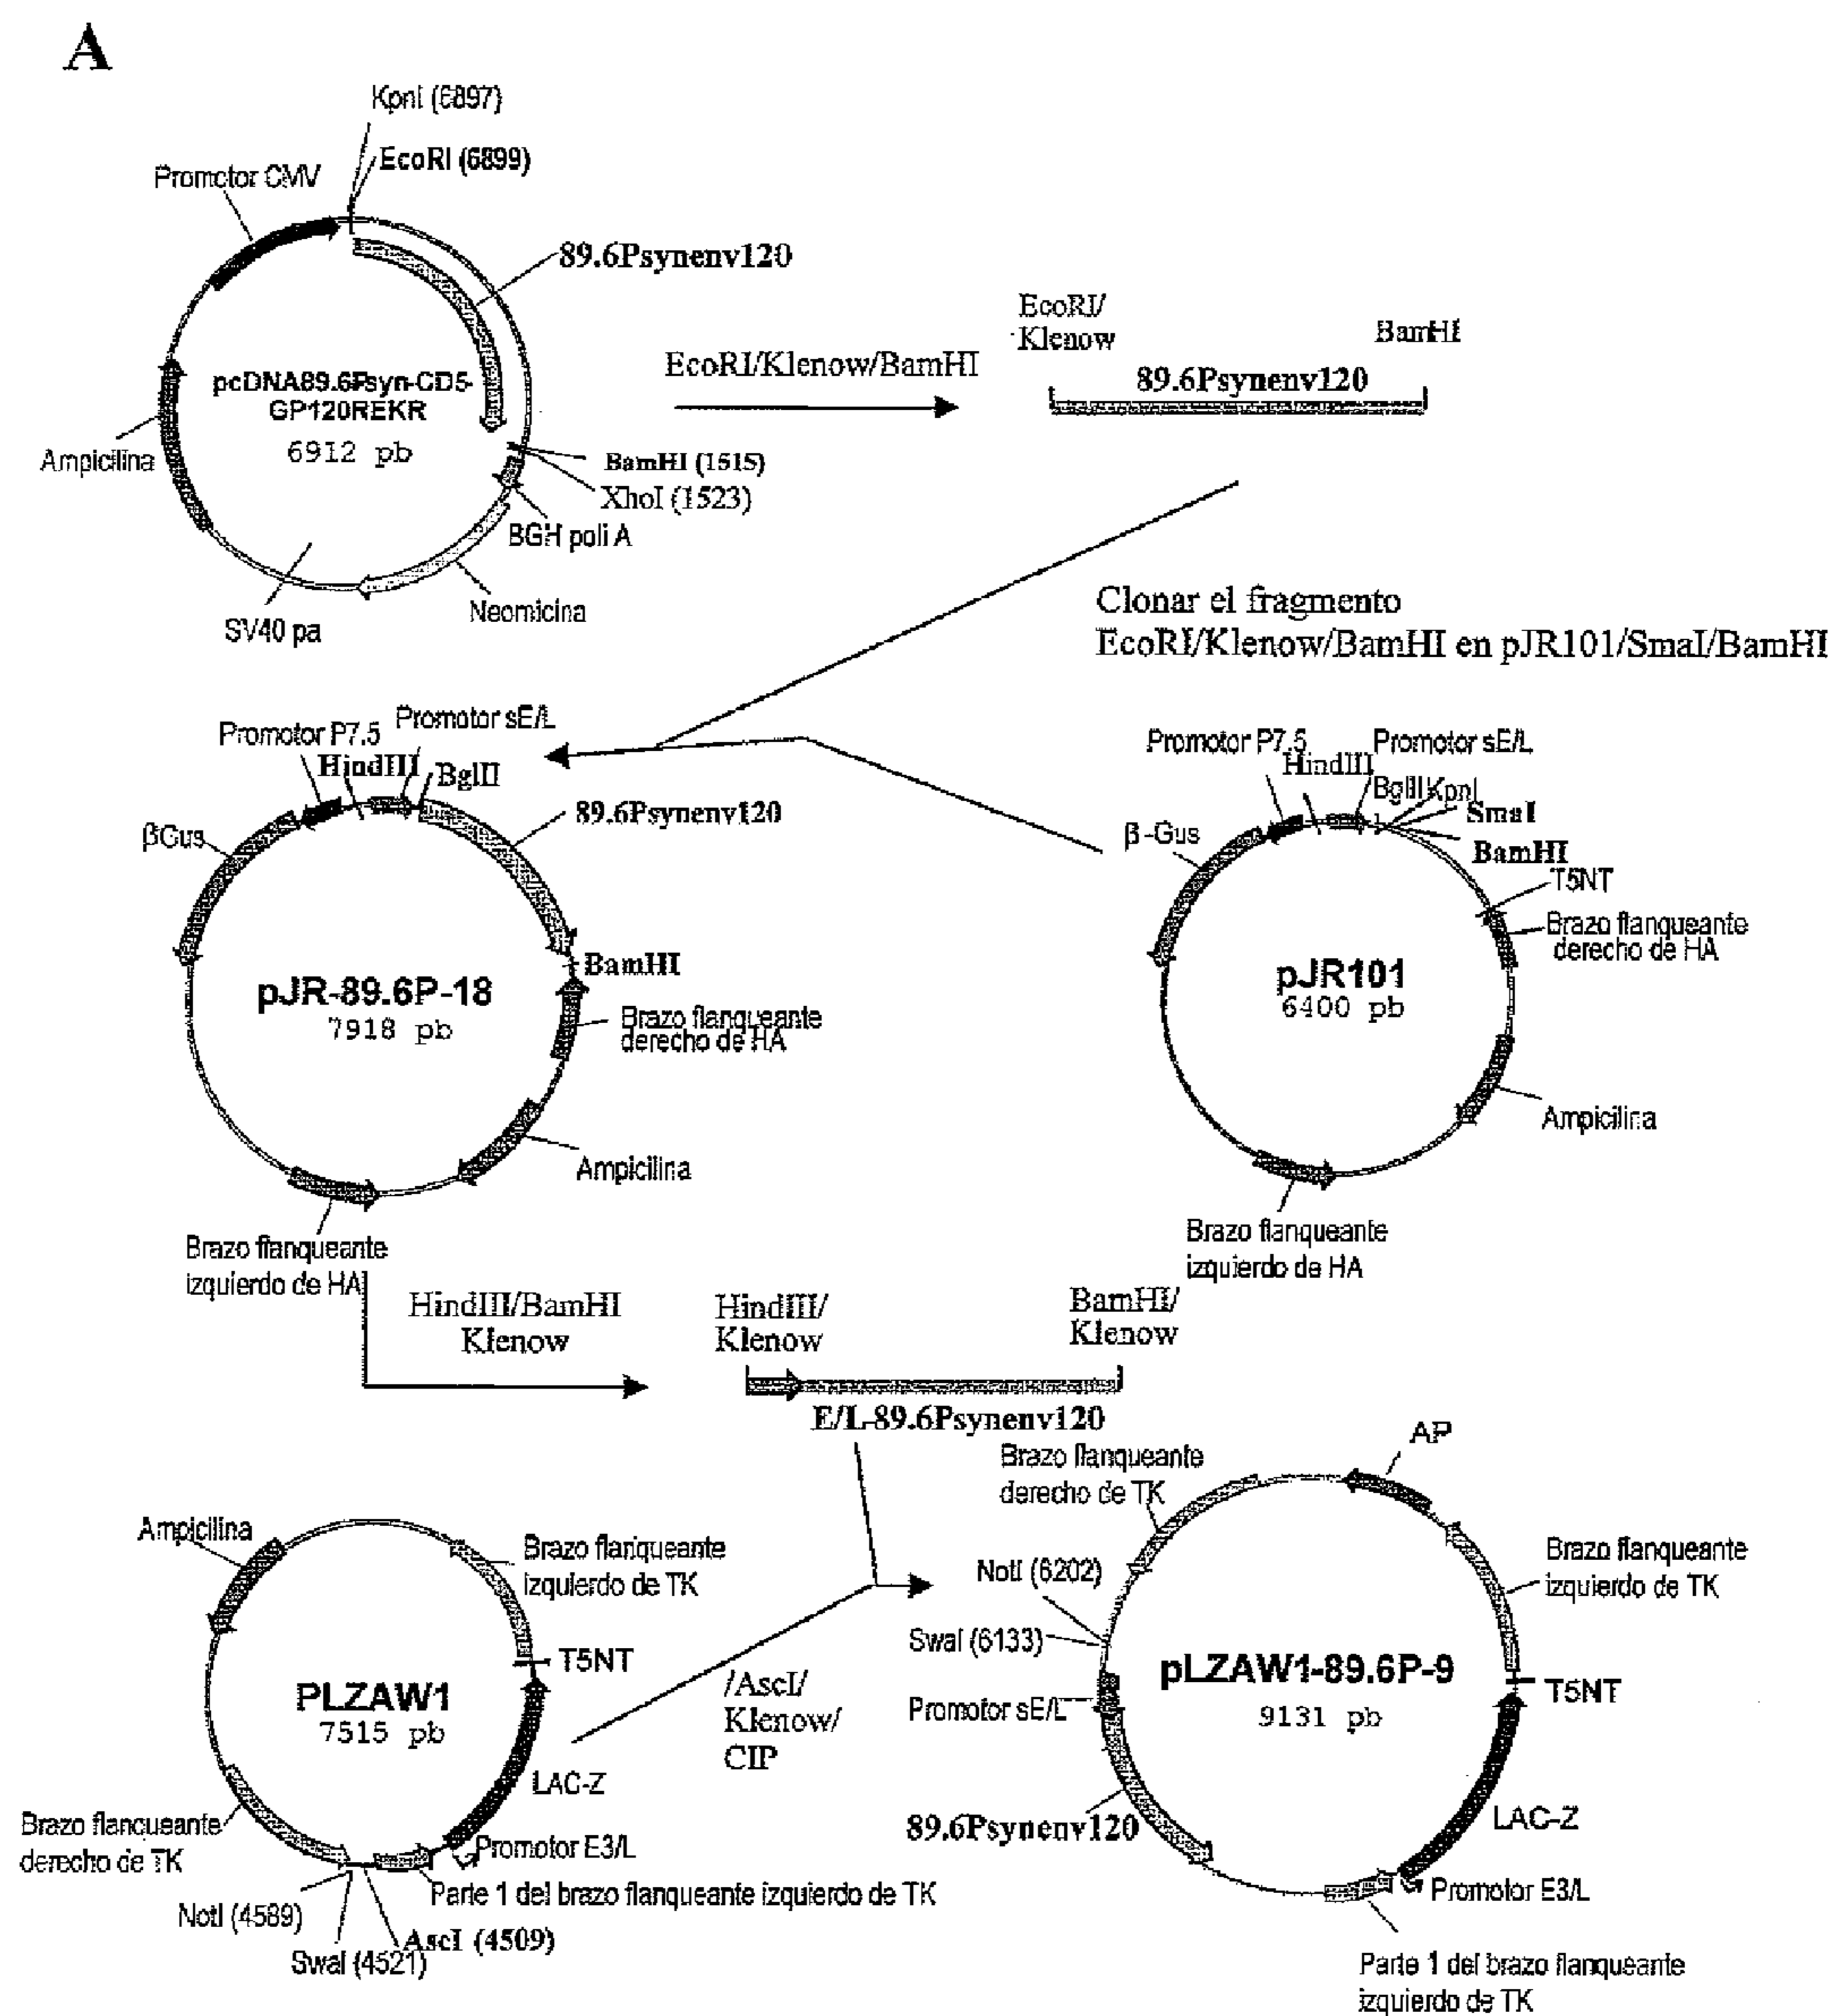 A
KpnI (6897)
EcoRI (6899)
Promotor CMV
89.6Psynenv120
pcDNA89.6Psyn-CD5-
GP120REKR
6912 pb
Ampicilina
BamHI (1515)
XhoI (1523)
BGH poli A
Neomicina
SV40 pa
EcoRI/Klenow/BamHI
EcoRI/
Klenow
BamHI
89.6Psynenv120
Clonar el fragmento
EcoRI/Klenow/BamHI en pJR101/SmaI/BamHI
Promotor P7.5
Promotor sE/L
HindIII
BglII
89.6Psynenv120
βGus
BamHI
pJR-89.6P-18
7918 pb
Brazo flanqueante
derecho de HA
Ampicilina
Brazo flanqueante
izquierdo de HA
Promotor P7.5
Promotor sE/L
HindIII
BglII
KpnI
SmaI
BamHI
β-Gus
T5NT
Brazo flanqueante
derecho de HA
pJR101
6400 pb
Ampicilina
Brazo flanqueante
izquierdo de HA
HindIII/BamHI
Klenow
HindIII/
Klenow
BamHI/
Klenow
E/L-89.6Psynenv120
Ampicilina
Brazo flanqueante
izquierdo de TK
T5NT
PLZAW1
7515 pb
LAC-Z
Promotor E3/L
Brazo flanqueante
derecho de TK
Parte 1 del brazo flanqueante izquierdo de TK
NotI (4589)
AscI (4509)
SwaI (4521)
/AscI/
Klenow/
CIP
AP
Brazo flanqueante
derecho de TK
Brazo flanqueante
izquierdo de TK
NotI (6202)
SwaI (6133)
pLZAW1-89.6P-9
9131 pb
T5NT
Promotor sE/L
89.6Psynenv120
LAC-Z
Promotor E3/L
Parte 1 del brazo flanqueante
izquierdo de TK